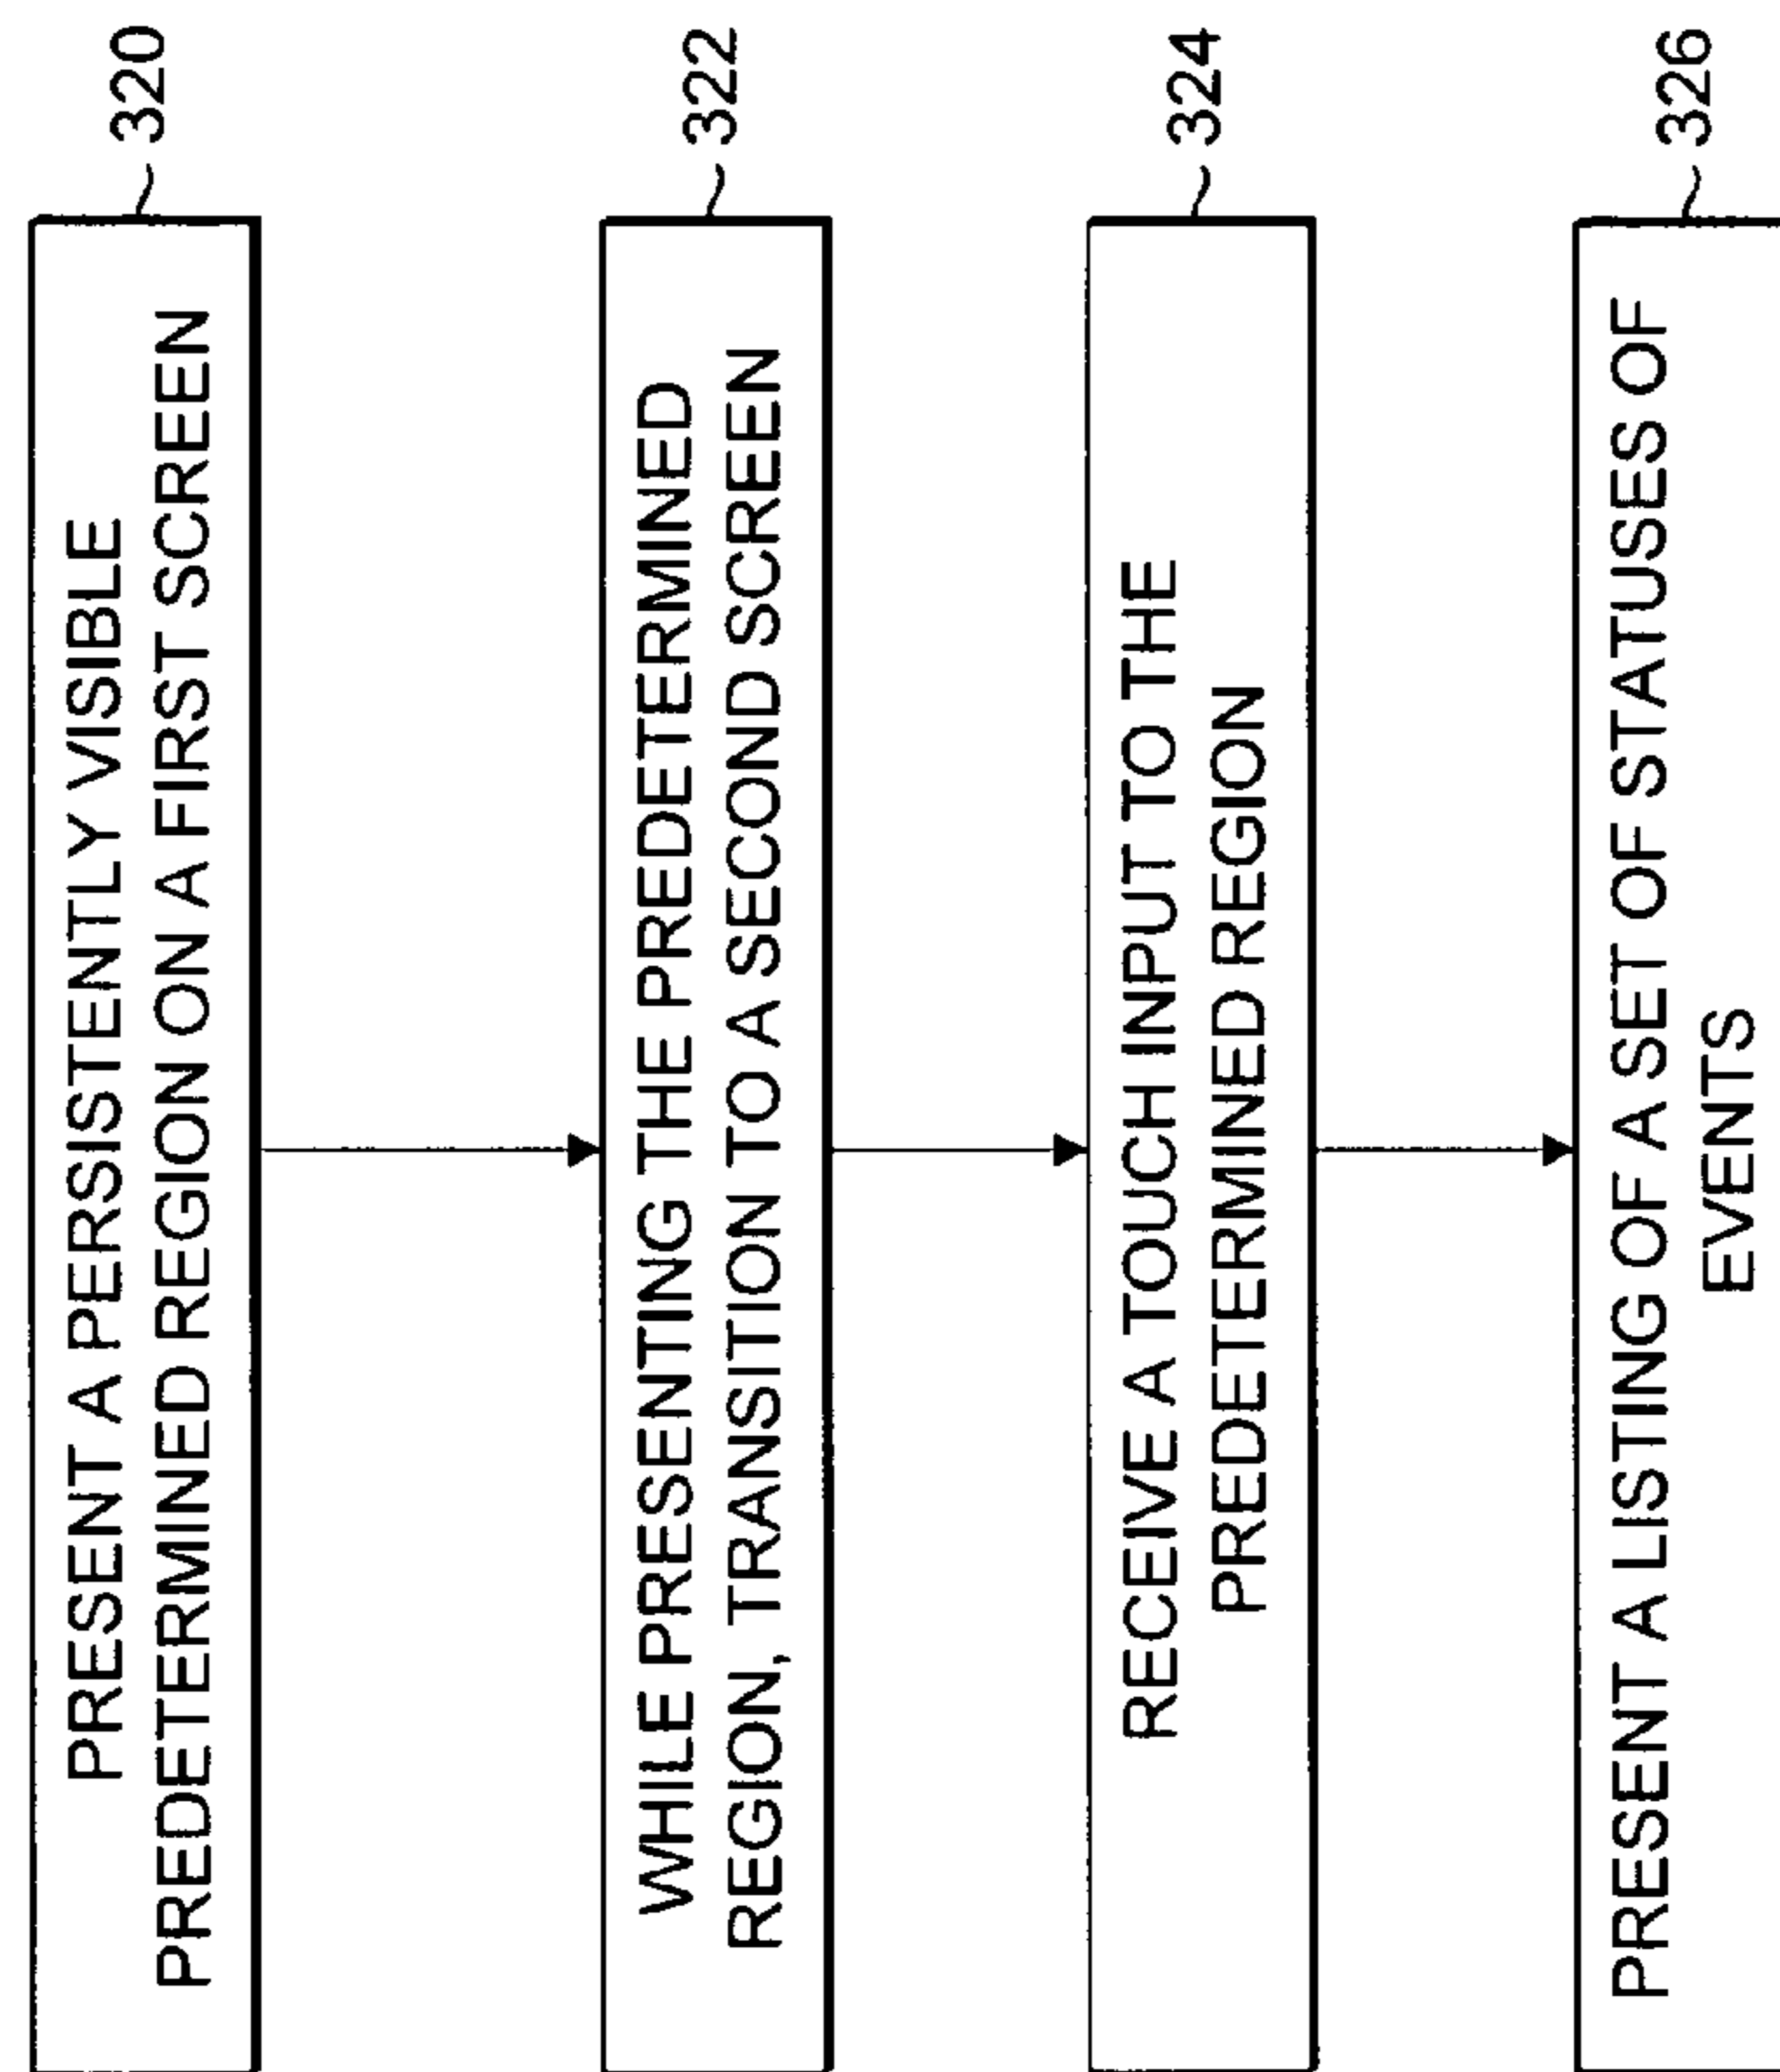 PRESENT A PERSISTENTLY VISIBLE
PREDETERMINED REGION ON A FIRST SCREEN
320
WHILE PRESENTING THE PREDETERMINED
REGION, TRANSITION TO A SECOND SCREEN
322
RECEIVE A TOUCH INPUT TO THE
PREDETERMINED REGION
324
PRESENT A LISTING OF A SET OF STATUSES OF
EVENTS
326